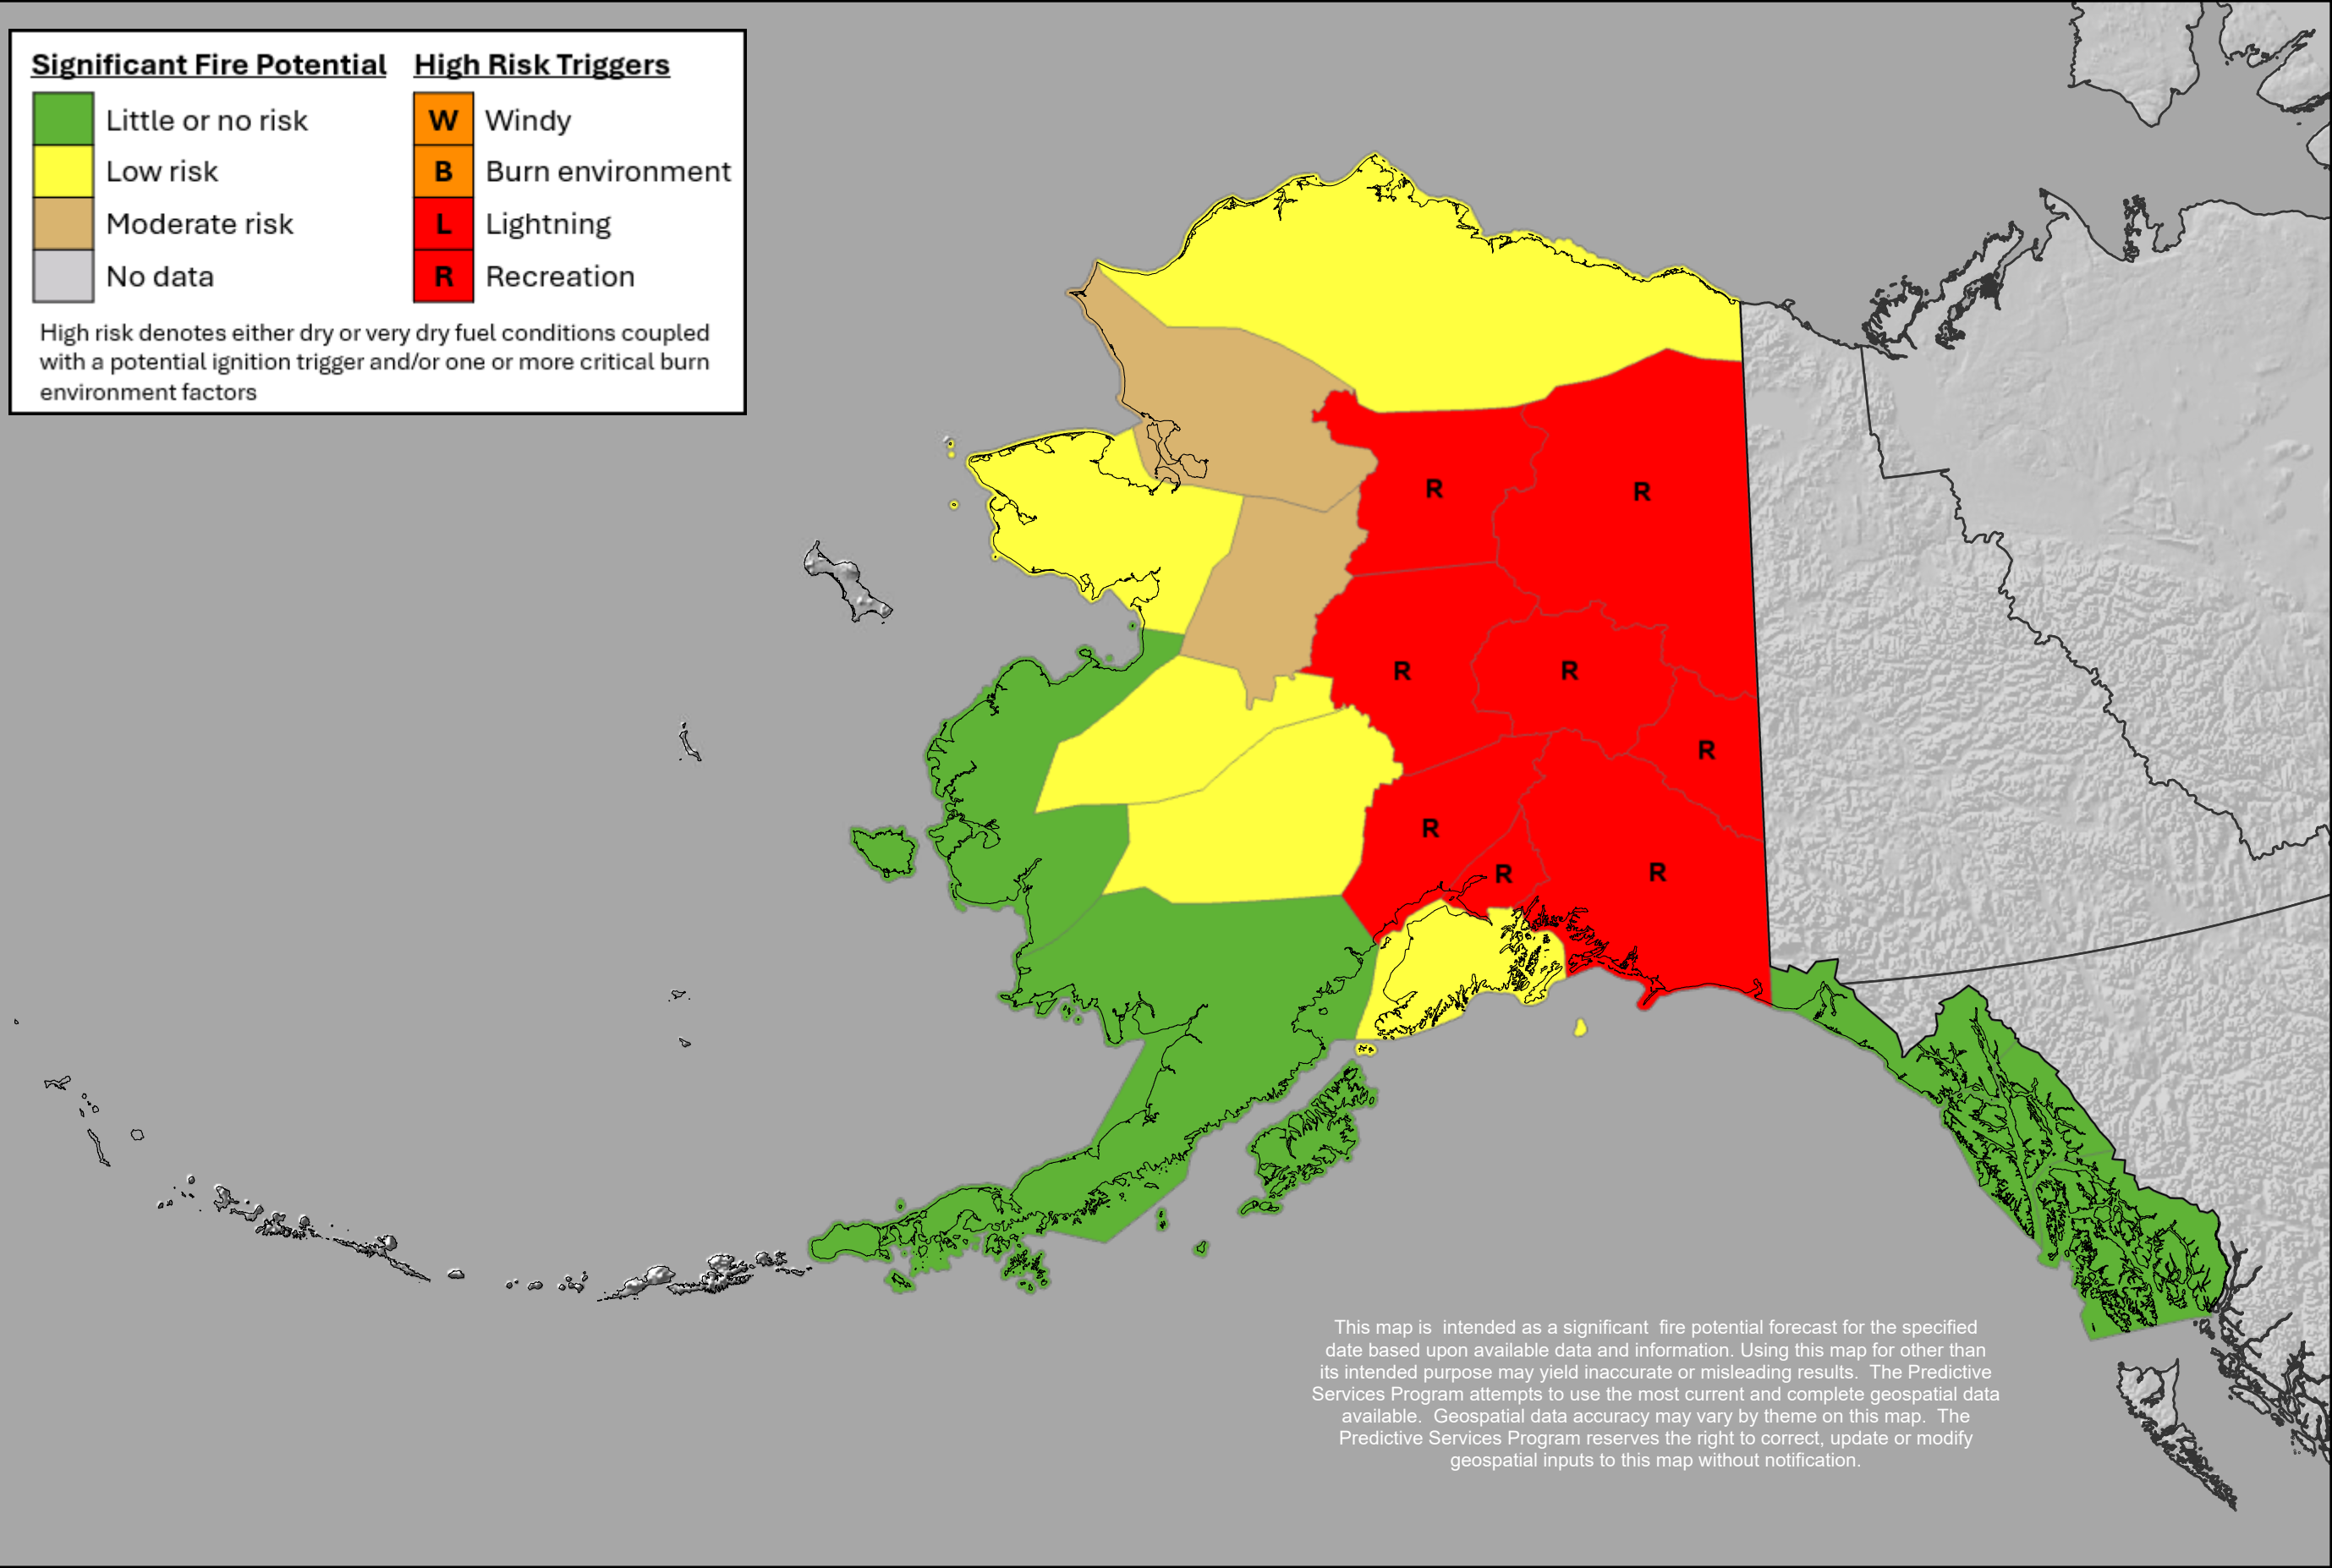 Significant Fire Potential
High Risk Triggers
Little or no risk
W Windy
Low risk
B Burn environment
Moderate risk
L Lightning
No data
R Recreation
High risk denotes either dry or very dry fuel conditions coupled
with a potential ignition trigger and/or one or more critical burn
environment factors
R
R
R
R
R
R
R
R
This map is intended as a significant fire potential forecast for the specified
date based upon available data and information. Using this map for other than
its intended purpose may yield inaccurate or misleading results. The Predictive
Services Program attempts to use the most current and complete geospatial data
available. Geospatial data accuracy may vary by theme on this map. The
Predictive Services Program reserves the right to correct, update or modify
geospatial inputs to this map without notification.